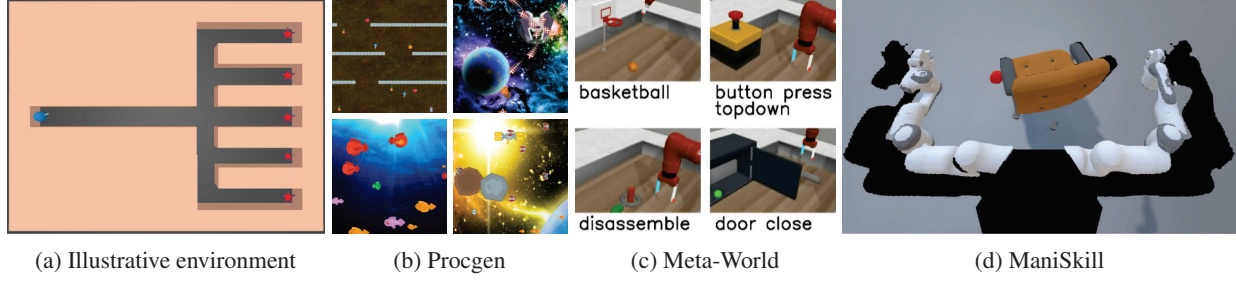 basketball
button press
topdown
disassemble
door close
(a) Illustrative environment
(b) Procgen
(c) Meta-World
(d) ManiSkill